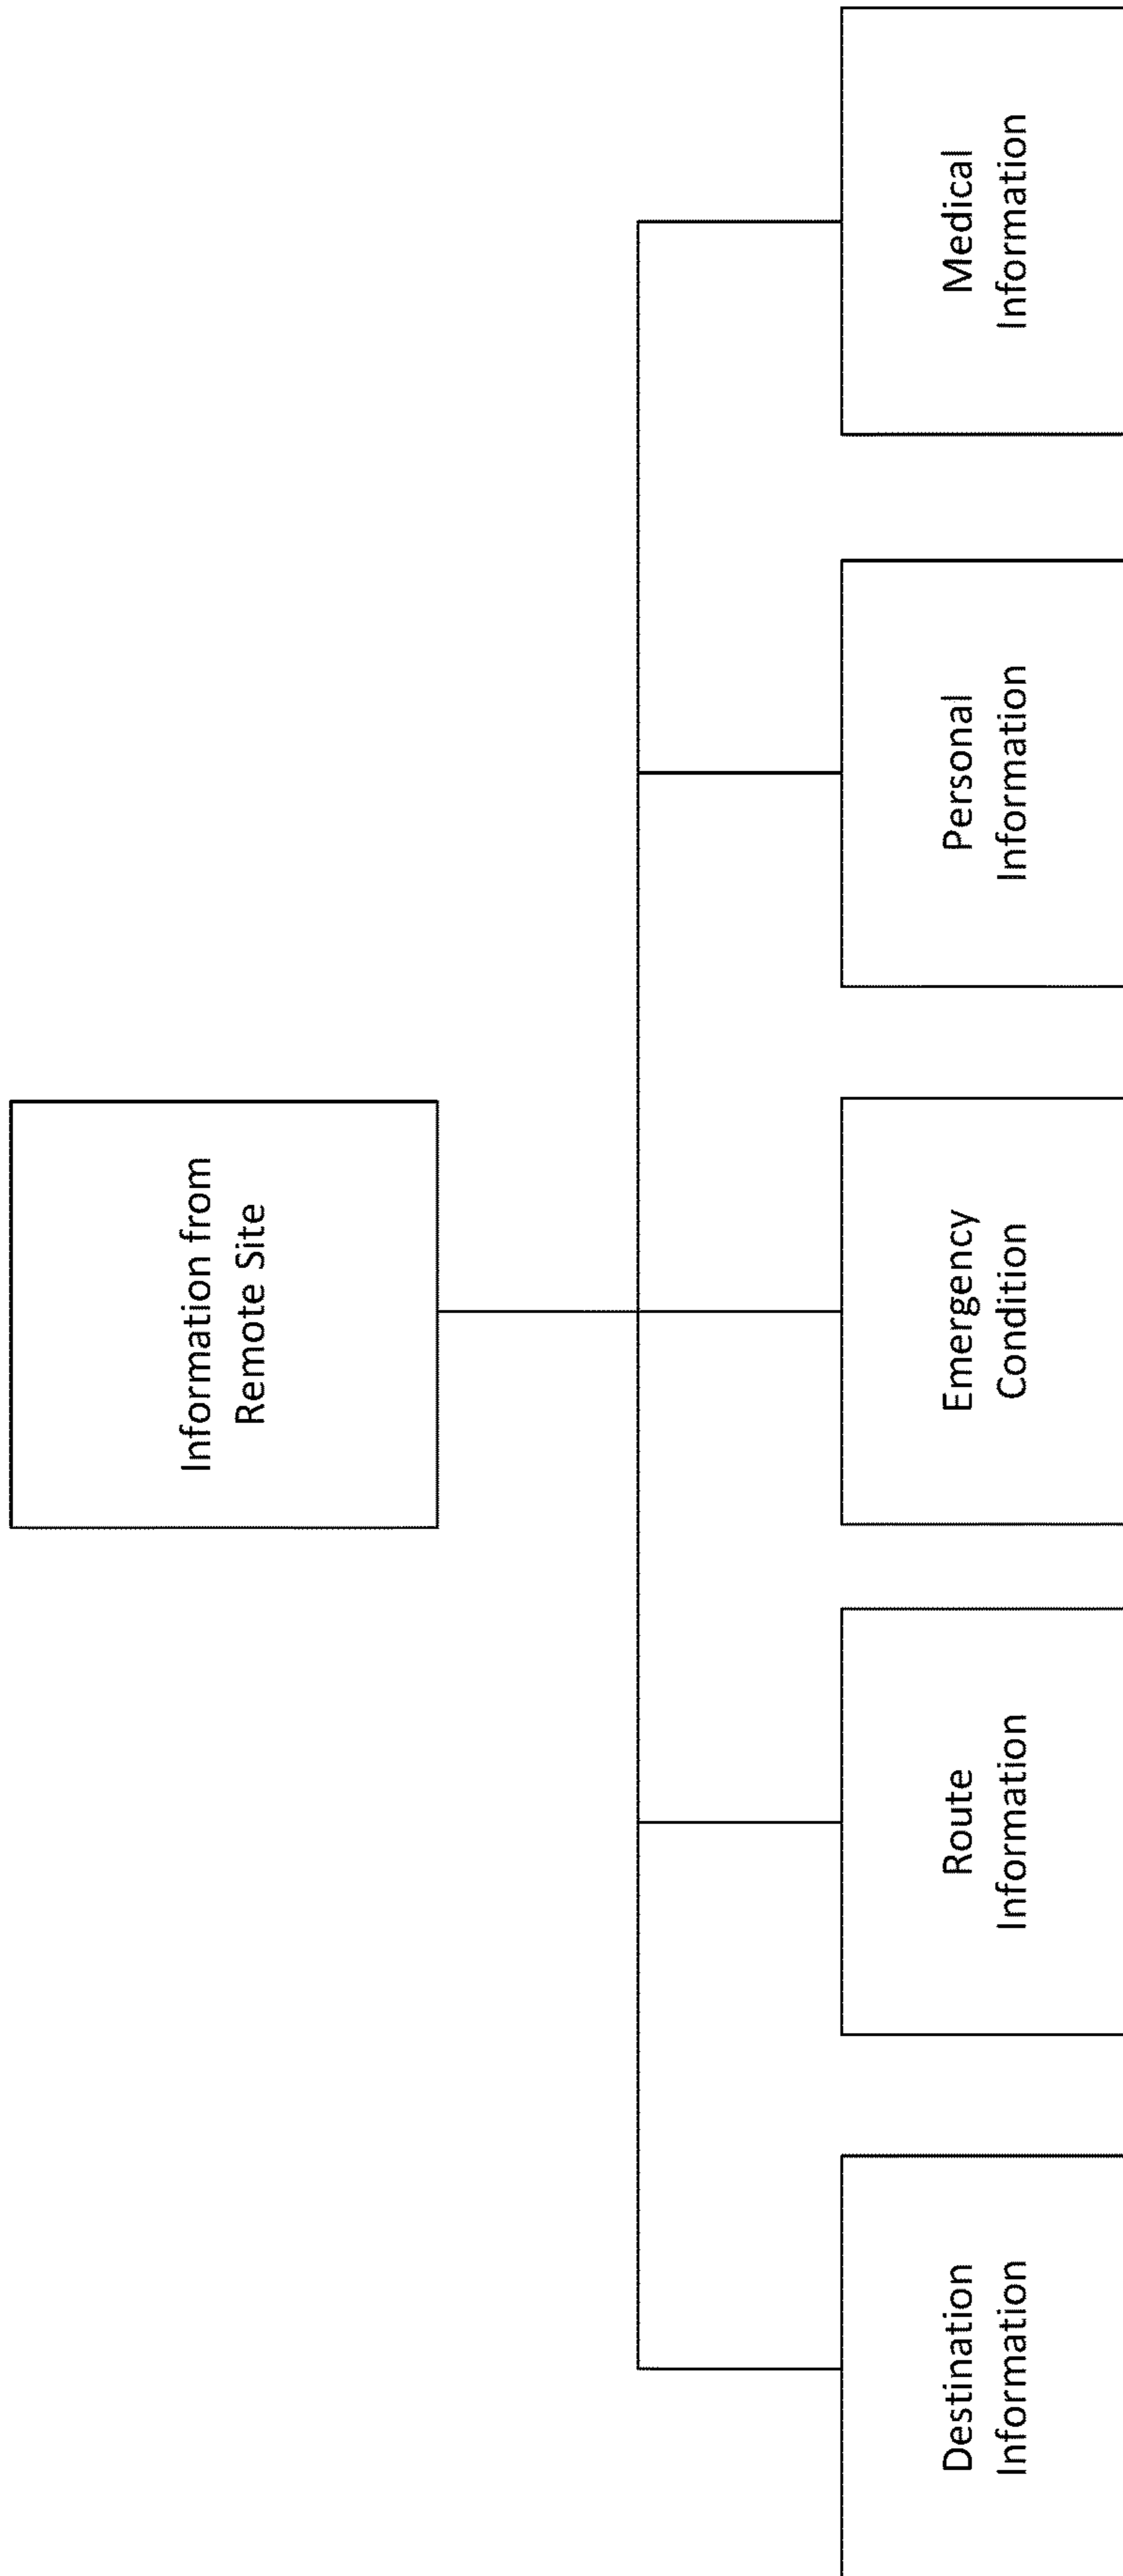 Information from
Remote Site
Destination
Information
Route
Information
Emergency
Condition
Personal
Information
Medical
Information